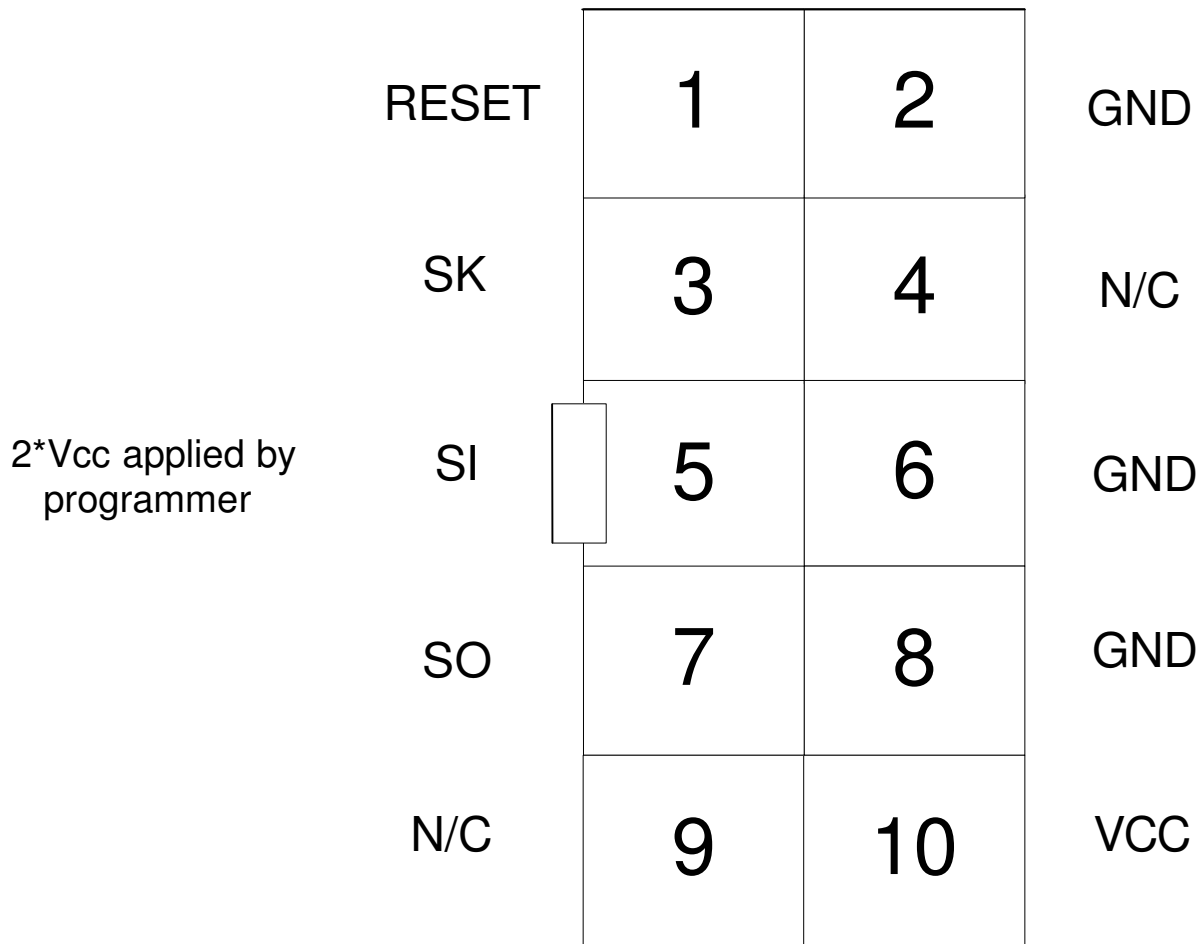 RESET 1 2 GND
SK 3 4 N/C
2*Vcc applied by
programmer
SI 5 6 GND
SO 7 8 GND
N/C 9 10 VCC